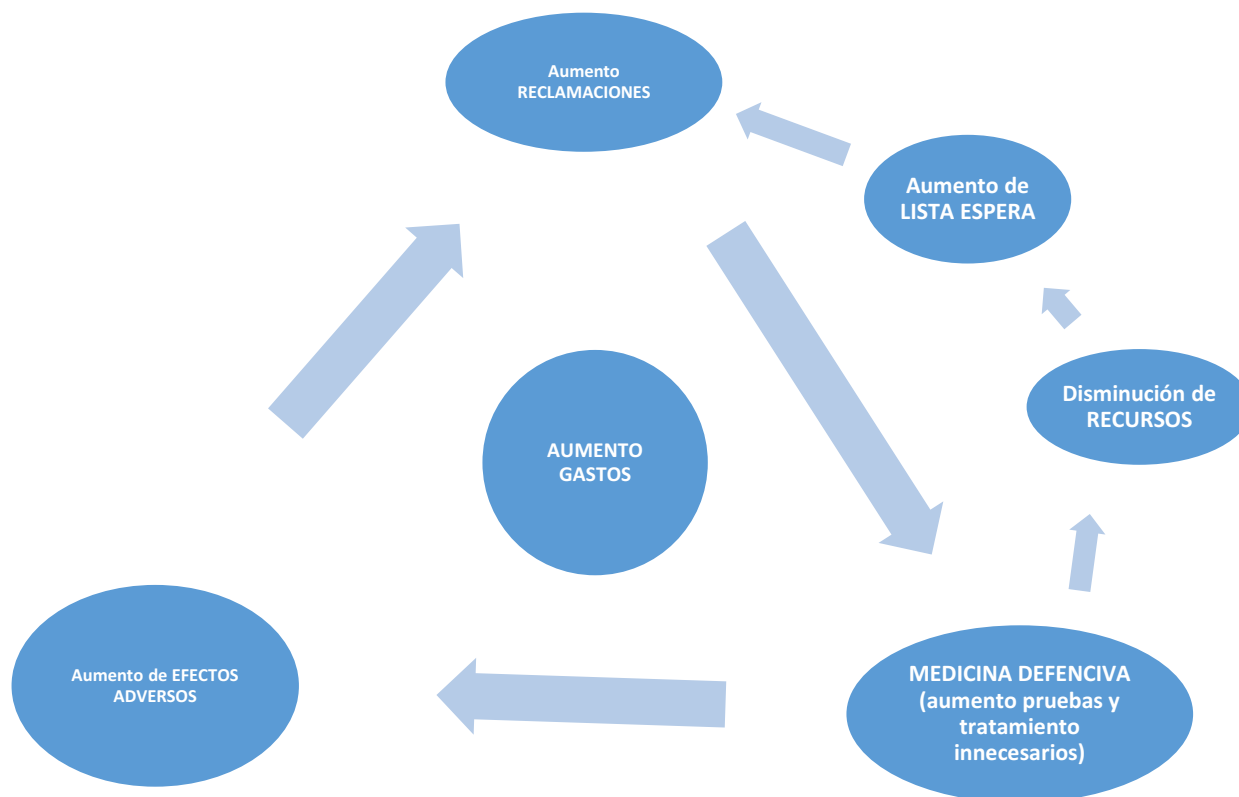 Aumento
RECLAMACIONES
Aumento de
LISTA ESPERA
Disminución de
RECURSOS
AUMENTO
GASTOS
Aumento de EFECTOS
ADVERSOS
MEDICINA DEFENCIVA
(aumento pruebas y
tratamiento
innecesarios)